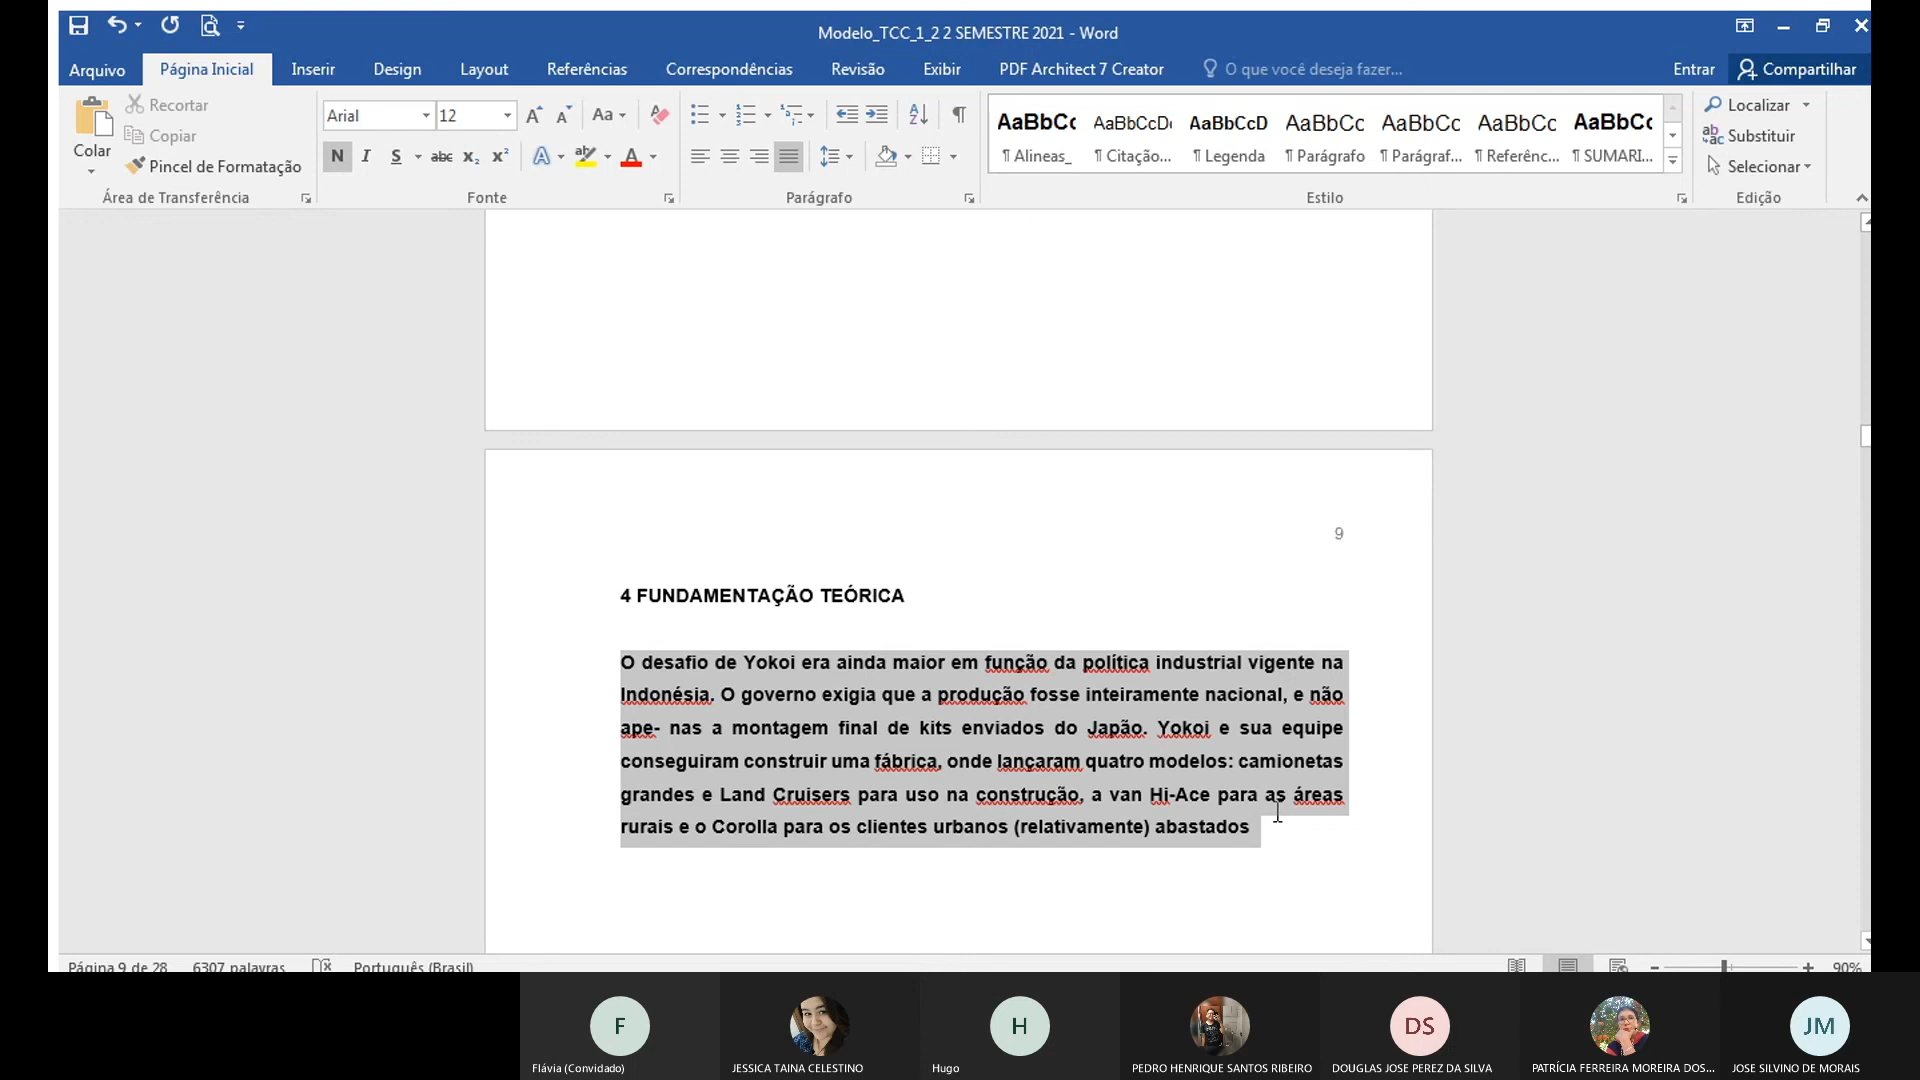 Modelo_TCC_1_2 2 SEMESTRE 2021 - Word
Arquivo Página Inicial Inserir Design Layout Referências Correspondências Revisão Exibir PDF Architect 7 Creator O que você deseja fazer... Entrar Compartilhar
Colar
Recortar
Copiar
Pincel de Formatação
Área de Transferência
Arial 12
Aa
N I S abc x₂ x²
A A
Fonte
Parágrafo
AaBbCc AaBbCcDc AaBbCcD AaBbCc AaBbCc AaBbCc AaBbCc
¶ Alineas_ ¶ Citação... ¶ Legenda ¶ Parágrafo ¶ Parágraf... ¶ Referênc... ¶ SUMARI...
Estilo
Localizar
Substituir
Selecionar
Edição
9
4 FUNDAMENTAÇÃO TEÓRICA
O desafio de Yokoi era ainda maior em função da política industrial vigente na
Indonésia. O governo exigia que a produção fosse inteiramente nacional, e não
ape- nas a montagem final de kits enviados do Japão. Yokoi e sua equipe
conseguiram construir uma fábrica, onde lançaram quatro modelos: camionetas
grandes e Land Cruisers para uso na construção, a van Hi-Ace para as áreas
rurais e o Corolla para os clientes urbanos (relativamente) abastados
Página 9 de 28 6307 palavras Português (Brasil) 90%
F H DS JM
Flávia (Convidado) JESSICA TAINA CELESTINO Hugo PEDRO HENRIQUE SANTOS RIBEIRO DOUGLAS JOSE PEREZ DA SILVA PATRÍCIA FERREIRA MOREIRA DOS... JOSE SILVINO DE MORAIS